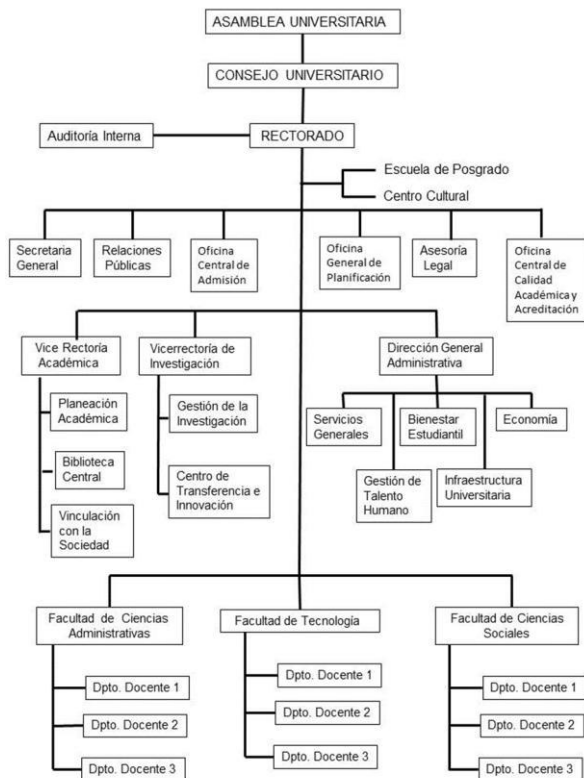 ASAMBLEA UNIVERSITARIA
CONSEJO UNIVERSITARIO
Auditoría Interna
RECTORADO
Escuela de Posgrado
Centro Cultural
Secretaria
General
Relaciones
Públicas
Oficina
Central de
Admisión
Oficina
General de
Planificación
Asesoría
Legal
Oficina
Central de
Calidad
Académica y
Acreditación
Vice Rectoría
Académica
Vicerrectoría de
Investigación
Dirección General
Administrativa
Planeación
Académica
Biblioteca
Central
Vinculación
con la
Sociedad
Gestión de la
Investigación
Centro de
Transferencia e
Innovación
Servicios
Generales
Bienestar
Estudiantil
Economía
Gestión de
Talento
Humano
Infraestructura
Universitaria
Facultad de Ciencias
Administrativas
Facultad de Tecnología
Facultad de Ciencias
Sociales
Dpto. Docente 1
Dpto. Docente 2
Dpto. Docente 3
Dpto. Docente 1
Dpto. Docente 2
Dpto. Docente 3
Dpto. Docente 1
Dpto. Docente 2
Dpto. Docente 3